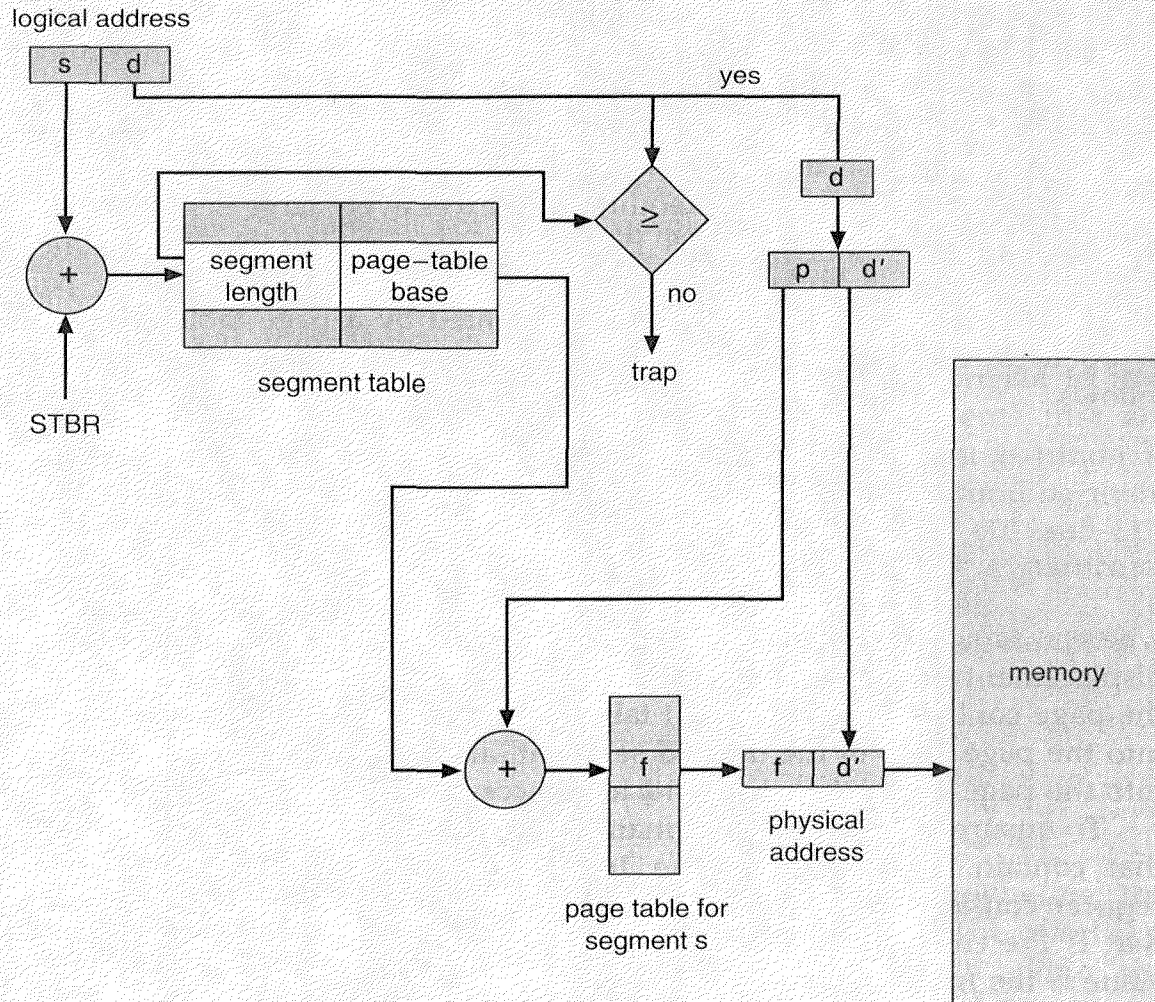 logical address
s d
yes
d
≥
p d′
+
segment length
page–table base
no
trap
segment table
STBR
memory
+
f
f d′
physical address
page table for segment s